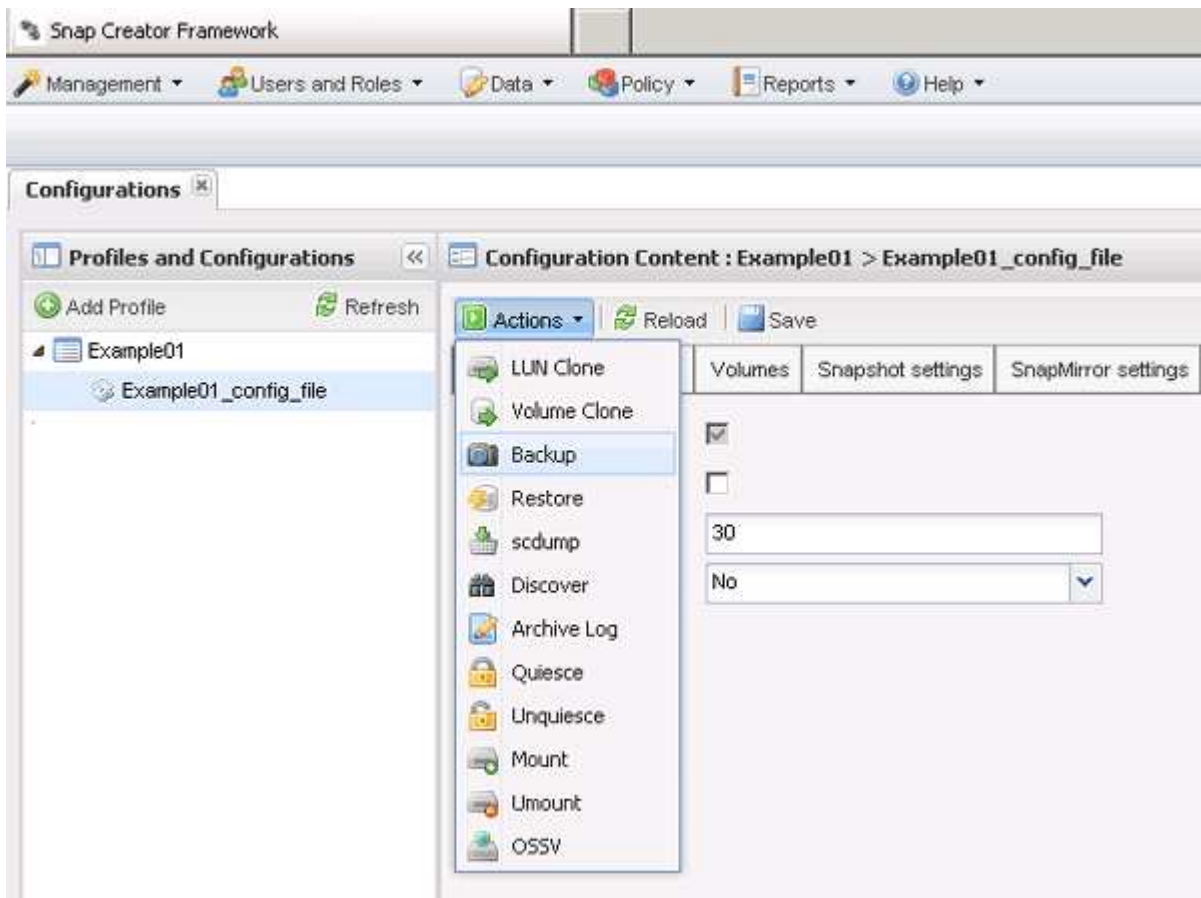 Snap Creator Framework
Management Users and Roles Data Policy Reports Help
Configurations
Profiles and Configurations
Configuration Content : Example01 > Example01_config_file
Add Profile Refresh
Actions Reload Save
Example01
Example01_config_file
Volumes Snapshot settings SnapMirror settings
LUN Clone
Volume Clone
Backup
Restore
scdump
Discover
Archive Log
Quiesce
Unquiesce
Mount
Umount
OSSV
30
No